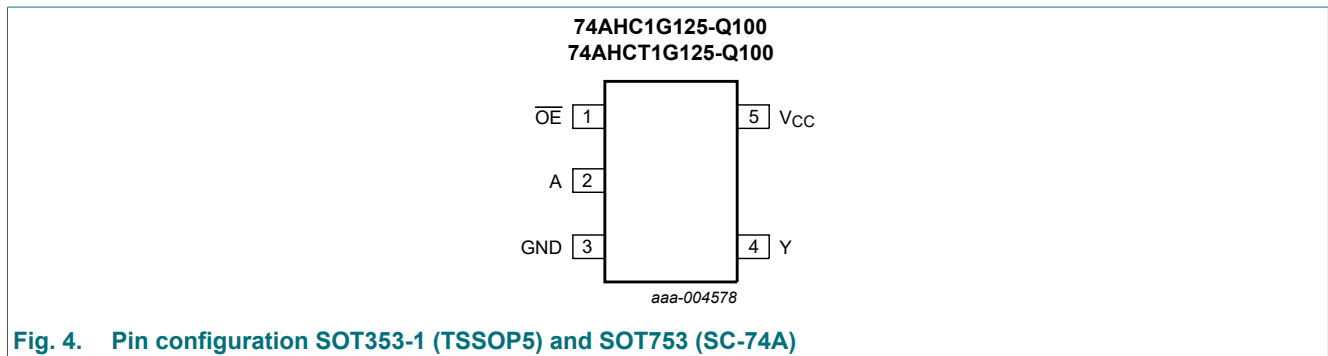 74AHC1G125-Q100
74AHCT1G125-Q100
OE 1
5 VCC
A 2
GND 3
4 Y
aaa-004578
Fig. 4. Pin configuration SOT353-1 (TSSOP5) and SOT753 (SC-74A)